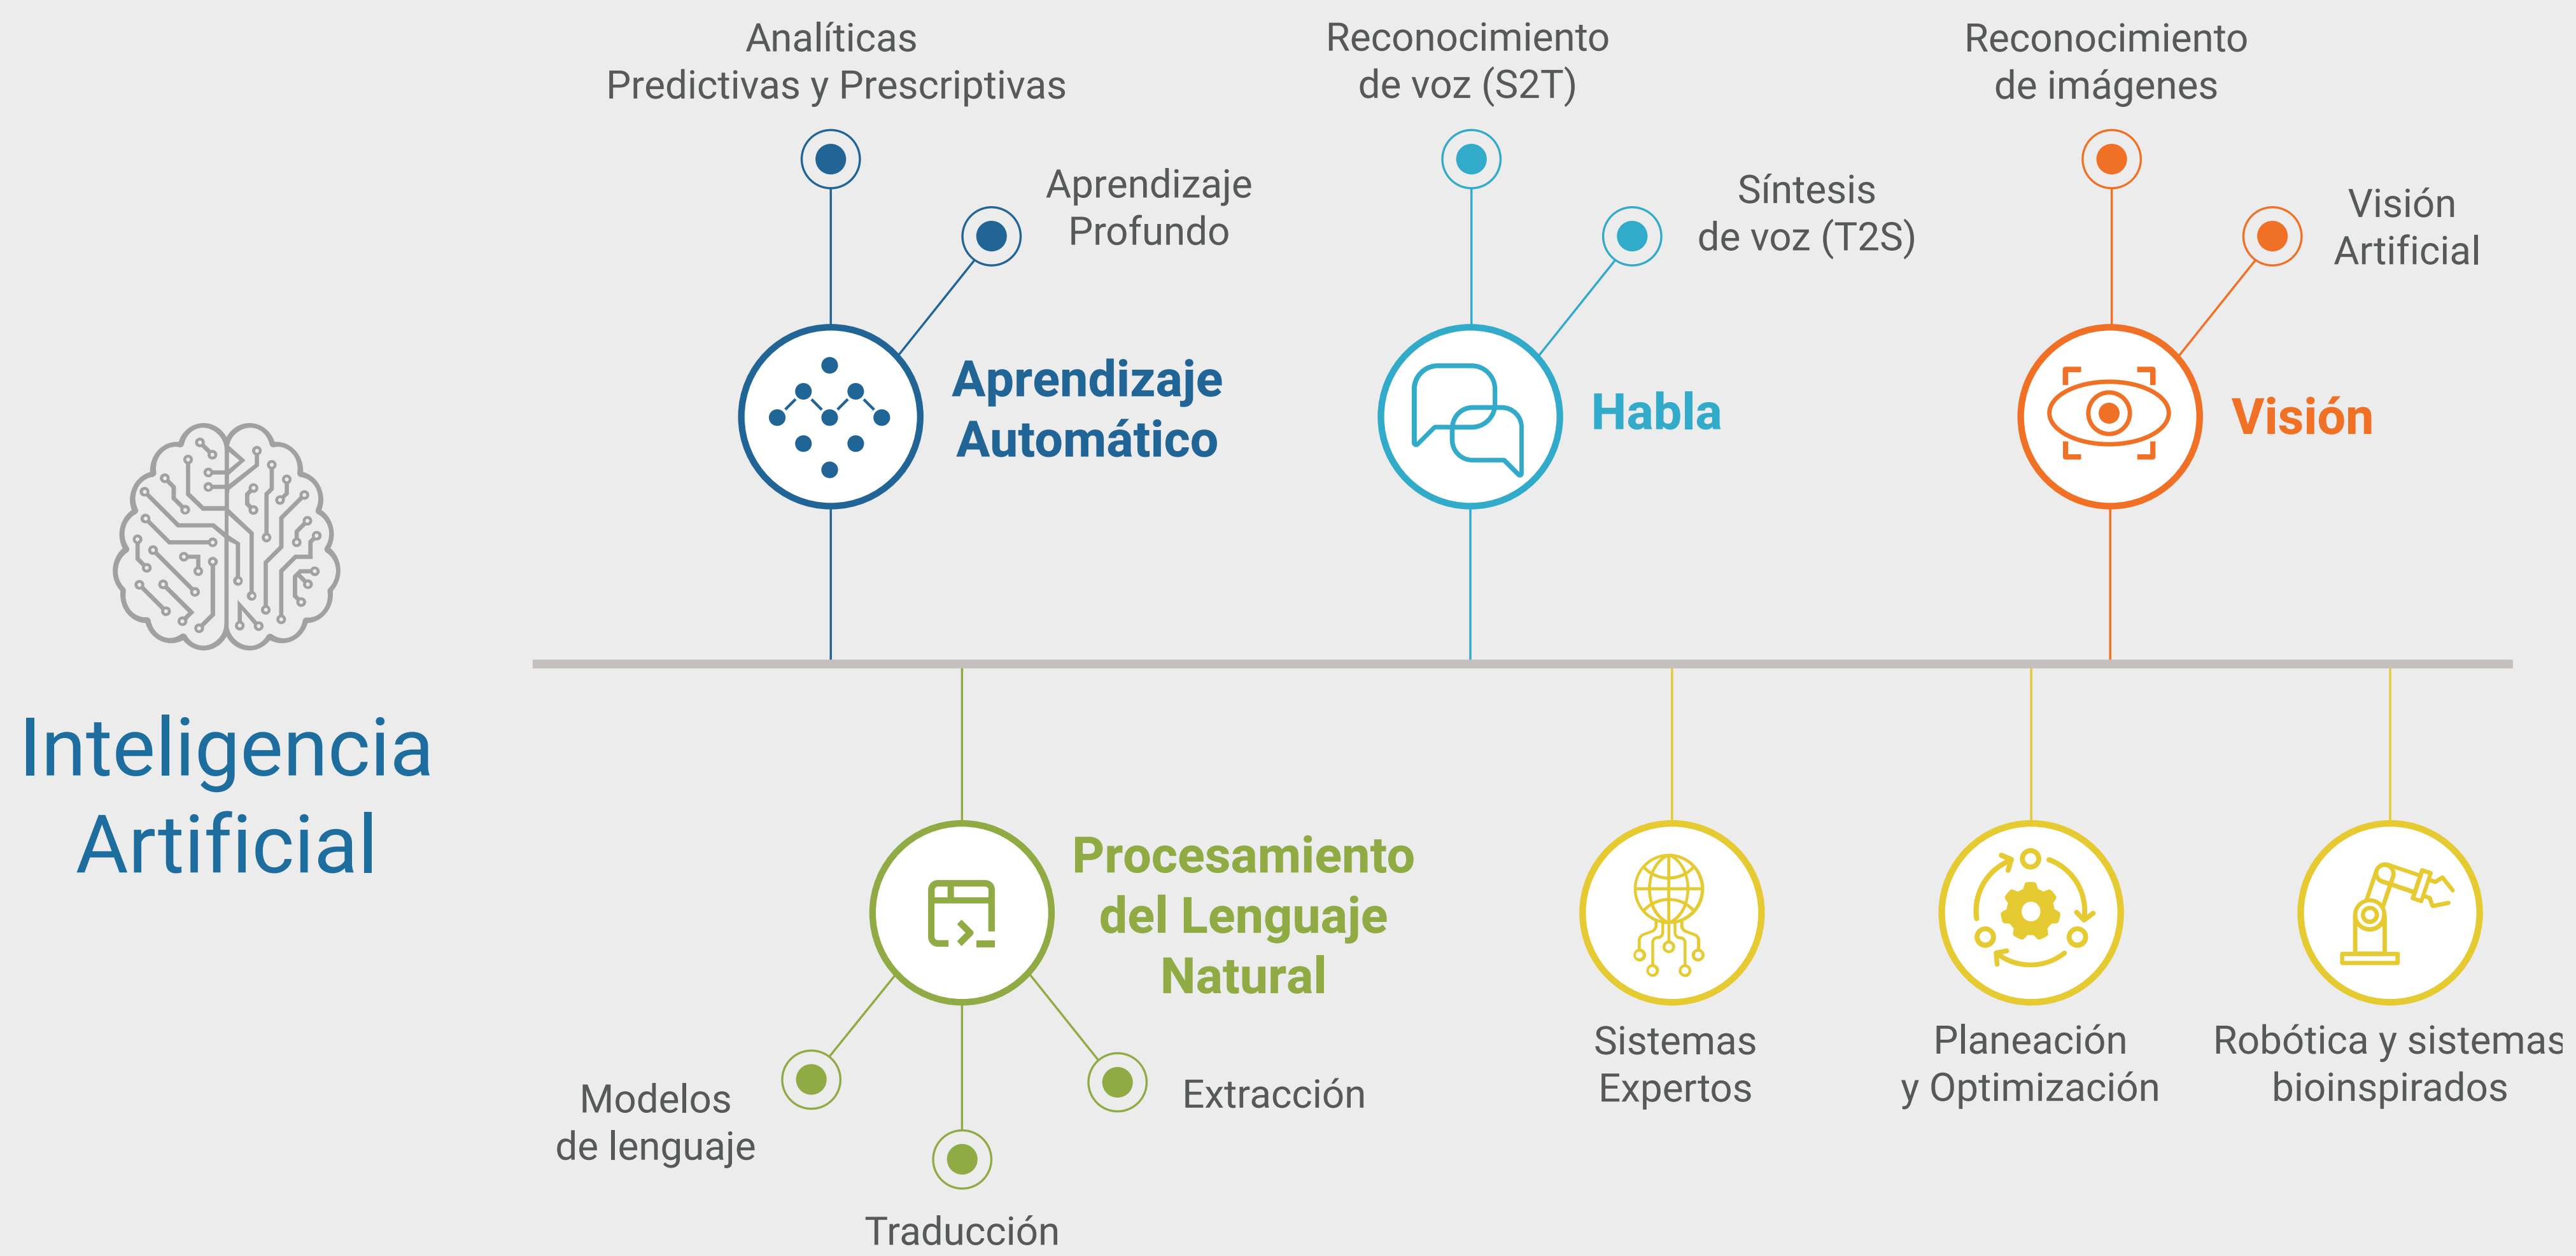 Analíticas
Predictivas y Prescriptivas
Aprendizaje
Profundo
Aprendizaje
Automático
Reconocimiento
de voz (S2T)
Síntesis
de voz (T2S)
Habla
Reconocimiento
de imágenes
Visión
Artificial
Visión
Inteligencia
Artificial
Procesamiento
del Lenguaje
Natural
Modelos
de lenguaje
Traducción
Extracción
Sistemas
Expertos
Planeación
y Optimización
Robótica y sistemas
bioinspirados